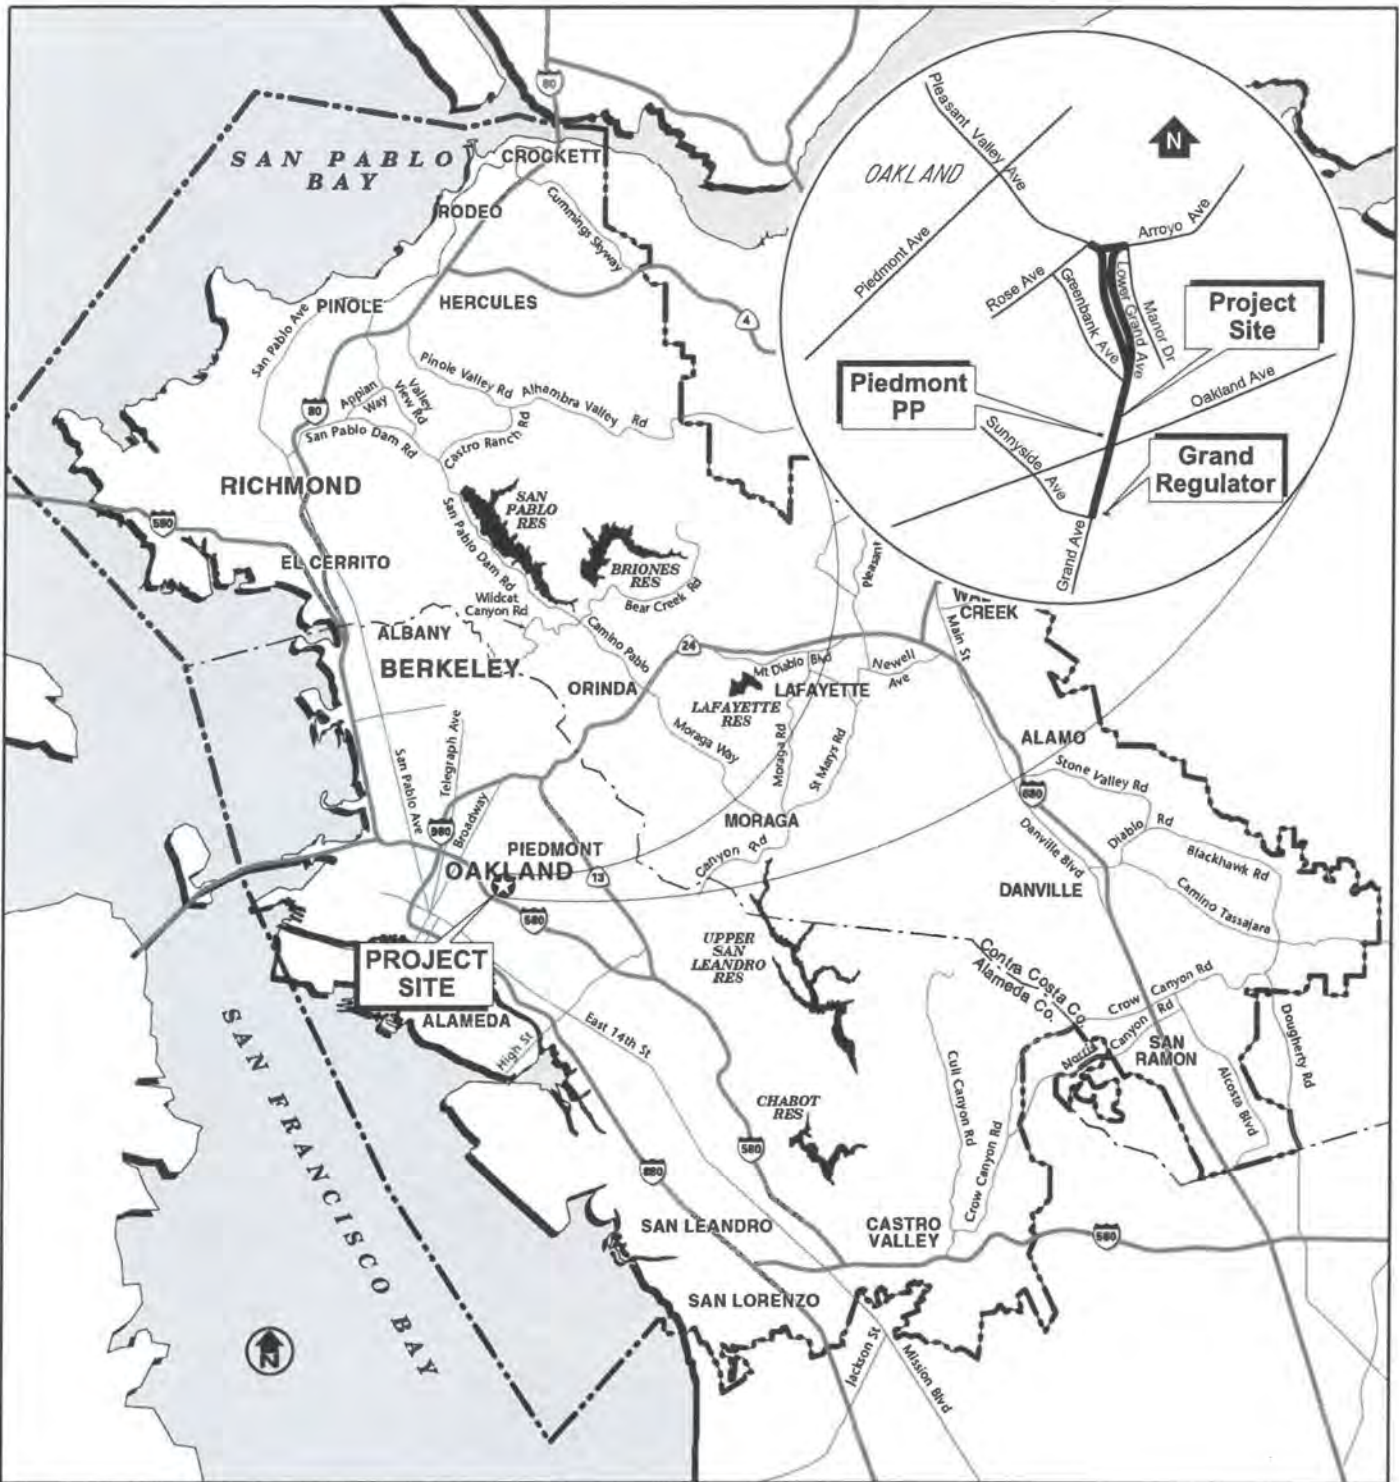 80
SAN PABLO
BAY
CROCKETT
RODEO
Cummings Skyway
PINOLE
HERCULES
San Pablo Ave
4
Pinole Valley Rd
Alhambra Valley Rd
80
Appian
Way
Valley
View Rd
San Pablo Dam Rd
Castro Ranch Rd
RICHMOND
SAN
PABLO
RES
580
San Pablo Dam Rd
EL CERRITO
BRIONES
RES
Bear Creek Rd
Wildcat
Canyon Rd
ALBANY
BERKELEY
Camino Pablo
24
ORINDA
Mt Diablo Blvd
LAFAYETTE
Newell
Ave
Pleasant
CREEK
Main St
LAFAYETTE
RES
Moraga Way
Moraga Rd
St Marys Rd
ALAMO
Stone Valley Rd
680
San Pablo Ave
Telegraph Ave
980
Broadway
MORAGA
Canyon Rd
PIEDMONT
OAKLAND
13
580
Danville Blvd
Diablo Rd
Blackhawk Rd
DANVILLE
Camino Tassajara
UPPER
SAN
LEANDRO
RES
PROJECT
SITE
ALAMEDA
High St
East 14th St
Contra Costa Co.
Alameda Co.
Crow Canyon Rd
Norris Canyon Rd
SAN
RAMON
Dougherty Rd
Alcosta Blvd
Cull Canyon Rd
Crow Canyon Rd
CHABOT
RES
580
880
SAN LEANDRO
CASTRO
VALLEY
580
SAN LORENZO
Jackson St
Mission Blvd
SAN FRANCISCO BAY
N
Pleasant Valley Ave
OAKLAND
N
Piedmont Ave
Arroyo Ave
Rose Ave
Greenbank Ave
Lower Grand Ave
Manor Dr
Project
Site
Piedmont
PP
Oakland Ave
Sunnyside Ave
Grand
Regulator
Grand Ave